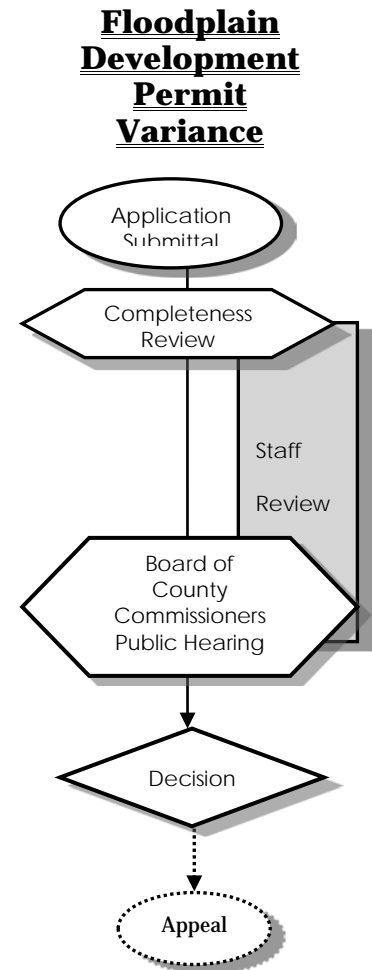 Floodplain
Development
Permit
Variance
Application
Submittal
Completeness
Review
Staff
Review
Board of
County
Commissioners
Public Hearing
Decision
Appeal